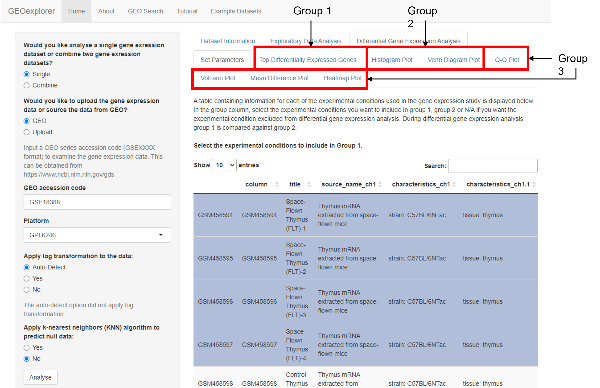 GEOexplorer Home About GEO Search Tutorial Example Datasets
Group 1
Group
2
Group
3
Would you like analyse a single gene exression
dataset or combine two gene expression
datasets?
Single
Combine
Would you like to upload the gene expression
data or source the data from GEO?
GEO
Upload
Input a GEO series accession code (GSEXXXX
format) to examine the gene expression data. This
can be obtained from
https://www.ncbi.nlm.nih.gov/gds.
GEO accession code
GSE18388
Platform
GPL6246
Apply log transformation to the data:
Auto-Detect
Yes
No
The auto-detect option did not apply log
transformation
Apply k-nearest neighbors (KNN) algorithm to
predict null data:
Yes
No
Analyse
Dataset Information Exploratory Data Analysis Differential Gene Expression Analysis
Set Parameters Top Differentially Expressed Genes Histogram Plot Venn Diagram Plot Q-Q Plot
Volcano Plot Mean Difference Plot Heatmap Plot
A table containing information for each of the experimental conditions used in the gene expression study is displayed below
In the group column, select the experimental conditions you want to include in group 1, group 2 or N/A if you want the
experimental condition excluded from differential gene expression analysis. During differential gene expression analysis,
group 1 is compared against group 2.
Select the experimental conditions to include in Group 1.
Show 10 entries Search:
column title source_name_ch1 characteristics_ch1 characteristics_ch1.1
GSM458594 GSM458594 Space-Flown Thymus (FLT)-1 Thymus mRNA extracted from space-flown mice strain: C57BL/6NTac tissue: thymus
GSM458595 GSM458595 Space-Flown Thymus (FLT)-2 Thymus mRNA extracted from space-flown mice strain: C57BL/6NTac tissue: thymus
GSM458596 GSM458596 Space-Flown Thymus (FLT)-3 Thymus mRNA extracted from space-flown mice strain: C57BL/6NTac tissue: thymus
GSM458597 GSM458597 Space-Flown Thymus (FLT)-4 Thymus mRNA extracted from space-flown mice strain: C57BL/6NTac tissue: thymus
GSM458598 GSM458598 Control Thymus Thymus mRNA extracted from strain: C57BL/6NTac tissue: thymus